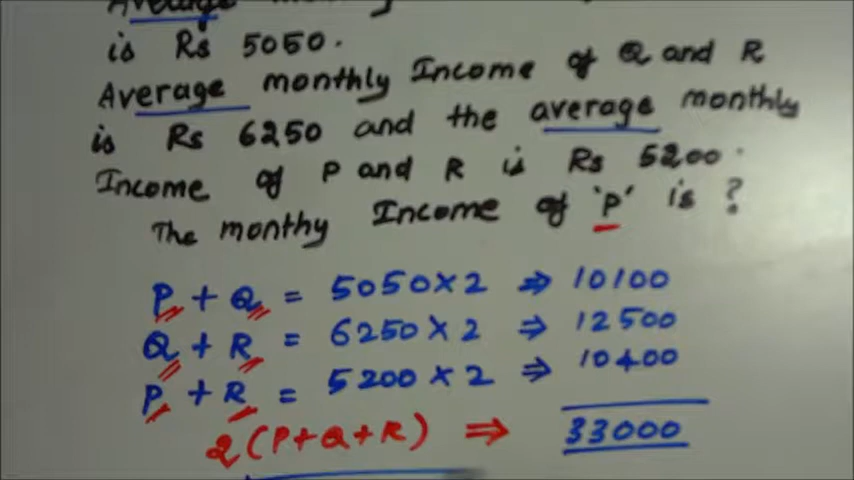 Average
is Rs 5050.
Average monthly Income of Q and R
is Rs 6250 and the average monthly
Income of P and R is Rs 5200.
The monthy Income of 'P' is ?
P + Q = 5050 × 2 ⇒ 10100
Q + R = 6250 × 2 ⇒ 12500
P + R = 5200 × 2 ⇒ 10400
2 (P+Q+R) ⇒ 33000